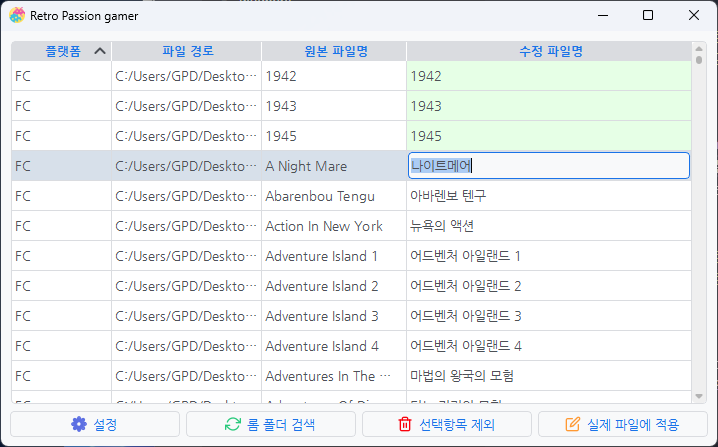 Retro Passion gamer
플랫폼 파일 경로 원본 파일명 수정 파일명
FC C:/Users/GPD/Deskto… 1942 1942
FC C:/Users/GPD/Deskto… 1943 1943
FC C:/Users/GPD/Deskto… 1945 1945
FC C:/Users/GPD/Deskto… A Night Mare 나이트메어
FC C:/Users/GPD/Deskto… Abarenbou Tengu 아바렌보 텐구
FC C:/Users/GPD/Deskto… Action In New York 뉴욕의 액션
FC C:/Users/GPD/Deskto… Adventure Island 1 어드벤처 아일랜드 1
FC C:/Users/GPD/Deskto… Adventure Island 2 어드벤처 아일랜드 2
FC C:/Users/GPD/Deskto… Adventure Island 3 어드벤처 아일랜드 3
FC C:/Users/GPD/Deskto… Adventure Island 4 어드벤처 아일랜드 4
FC C:/Users/GPD/Deskto… Adventures In The … 마법의 왕국의 모험
설정 롬 폴더 검색 선택항목 제외 실제 파일에 적용